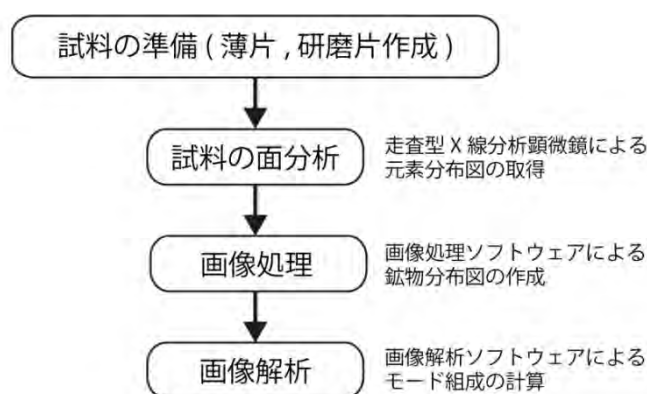 試料の準備 ( 薄片 , 研磨片作成 )
試料の面分析
走査型 X 線分析顕微鏡による
元素分布図の取得
画像処理
画像処理ソフトウェアによる
鉱物分布図の作成
画像解析
画像解析ソフトウェアによる
モード組成の計算